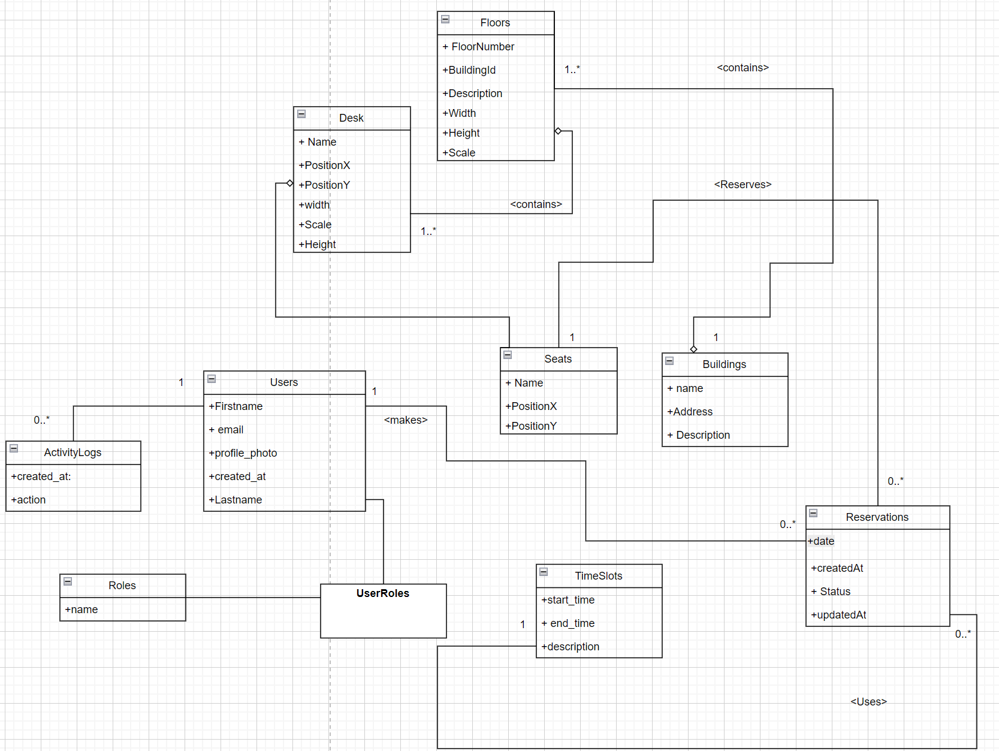 Floors
+ FloorNumber
+BuildingId
+Description
+Width
+Height
+Scale
1..*
<contains>
Desk
+ Name
+PositionX
+PositionY
+width
+Scale
+Height
<contains>
1..*
<Reserves>
1
1
Seats
+ Name
+PositionX
+PositionY
Buildings
+ name
+Address
+ Description
1
Users
+Firstname
+ email
+profile_photo
+created_at
+Lastname
1
<makes>
0..*
ActivityLogs
+created_at:
+action
0..*
0..*
Reservations
+date
+createdAt
+ Status
+updatedAt
0..*
Roles
+name
UserRoles
TimeSlots
+start_time
+ end_time
+description
1
<Uses>